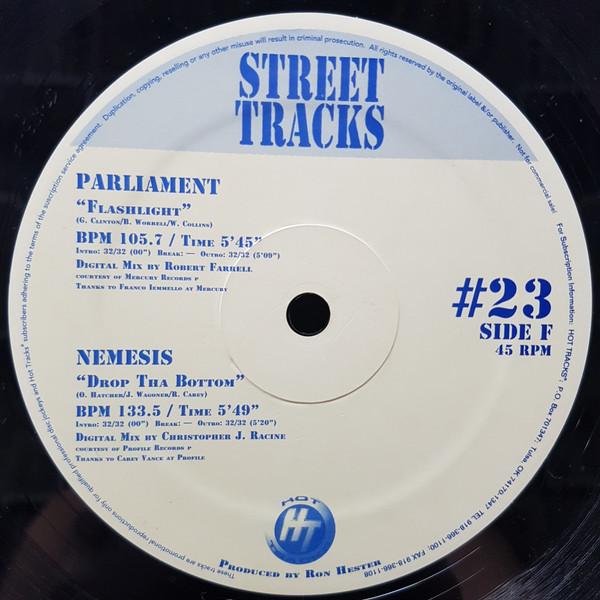 STREET
TRACKS
PARLIAMENT
“FLASHLIGHT”
(G. CLINTON/B. WORRELL/W. COLLINS)
BPM 105.7 / TIME 5'45”
INTRO: 32/32 (00”) BREAK: — OUTRO: 32/32 (5'09”)
DIGITAL MIX BY ROBERT FARRELL
COURTESY OF MERCURY RECORDS P
THANKS TO FRANCO IEMMELLO AT MERCURY
#23
SIDE F
45 RPM
NEMESIS
“DROP THA BOTTOM”
(O. HATCHER/J. WAGONER/R. CAREY)
BPM 133.5 / TIME 5'49”
INTRO: 32/32 (00”) BREAK: — OUTRO: 32/32 (5'20”)
DIGITAL MIX BY CHRISTOPHER J. RACINE
COURTESY OF PROFILE RECORDS P
THANKS TO CAREY VANCE AT PROFILE
HOT
HT
PRODUCED BY RON HESTER
These tracks are promotional reproductions only for qualified professional disc jockeys and Hot Tracks® subscribers adhering to the terms of the suscription service agreement. Duplication, copying, reselling or any other misuse will result in criminal prosecution. All rights reserved by the original label &/or publisher. Not for commercial sale!
For Subscription Information: HOT TRACKS®, P.O. Box 701347; Tulsa, OK 74170-1347 TEL 918-366-1100; FAX 918-366-1108